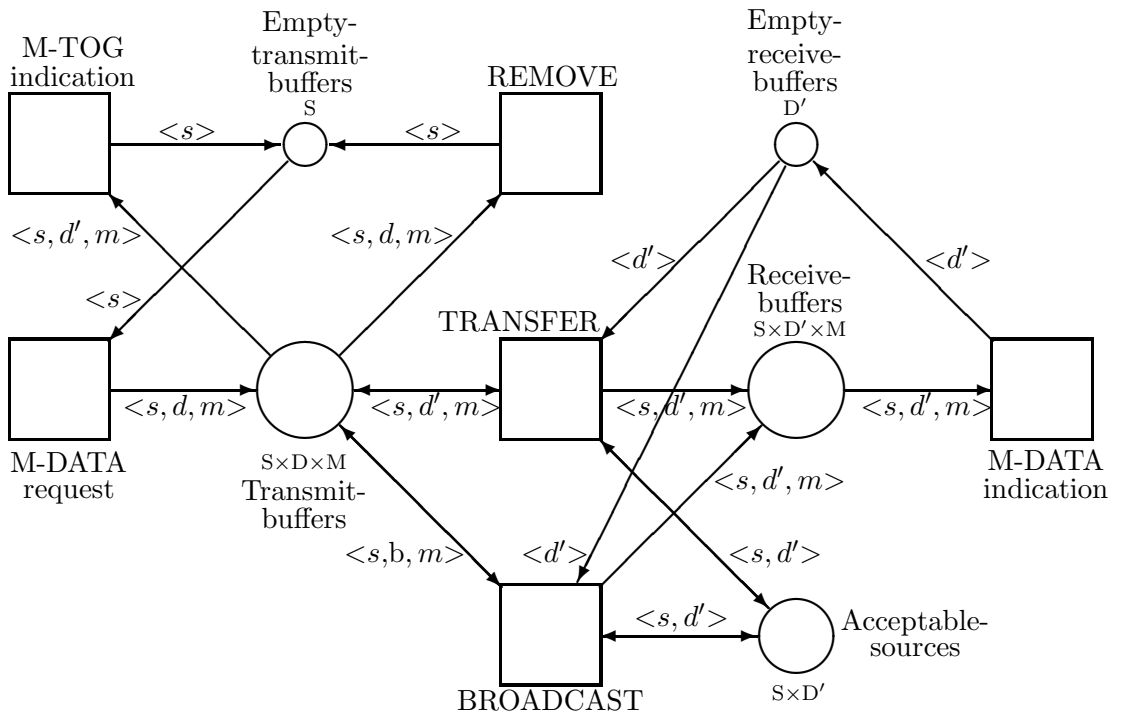 M-TOG
indication
Empty-
transmit-
buffers
S
REMOVE
Empty-
receive-
buffers
D′
<s>
<s>
<s, d′, m>
<s, d, m>
<d′>
<d′>
<s>
TRANSFER
Receive-
buffers
S×D′×M
<s, d, m>
<s, d′, m>
<s, d′, m>
<s, d′, m>
M-DATA
request
S×D×M
Transmit-
buffers
<s, d′, m>
M-DATA
indication
<s,b, m>
<d′>
<s, d′>
<s, d′>
Acceptable-
sources
BROADCAST
S×D′